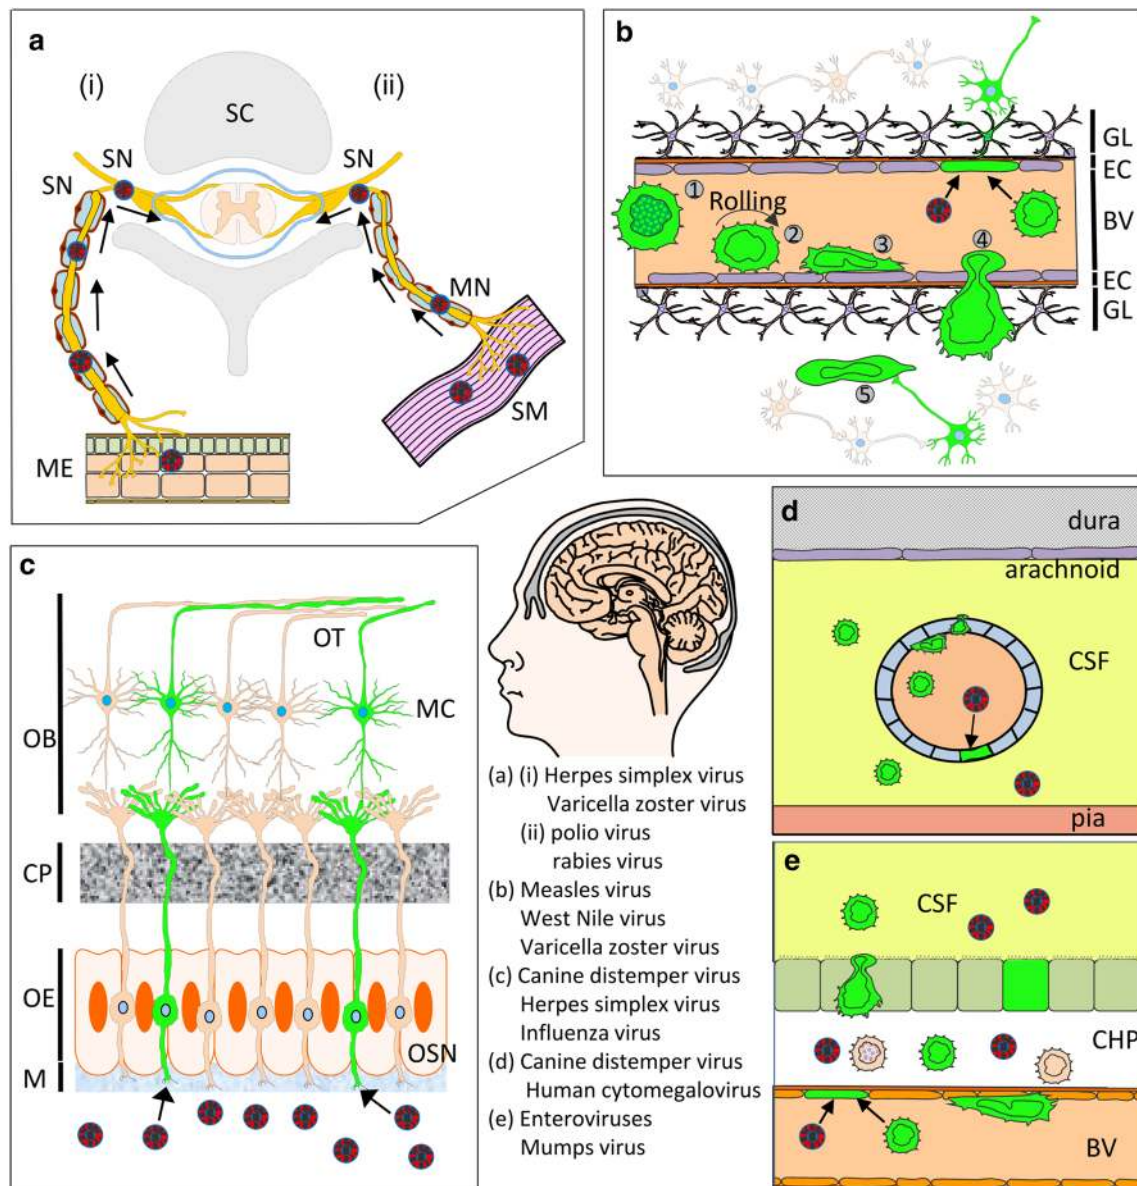 a
(i)
(ii)
SC
SN
SN
SN
MN
SM
ME
b
GL
EC
BV
EC
GL
1
Rolling
2
3
4
5
c
OT
MC
OB
CP
OE
OSN
M
(a) (i) Herpes simplex virus
Varicella zoster virus
(ii) polio virus
rabies virus
(b) Measles virus
West Nile virus
Varicella zoster virus
(c) Canine distemper virus
Herpes simplex virus
Influenza virus
(d) Canine distemper virus
Human cytomegalovirus
(e) Enteroviruses
Mumps virus
d
dura
arachnoid
CSF
pia
e
CSF
CHP
BV